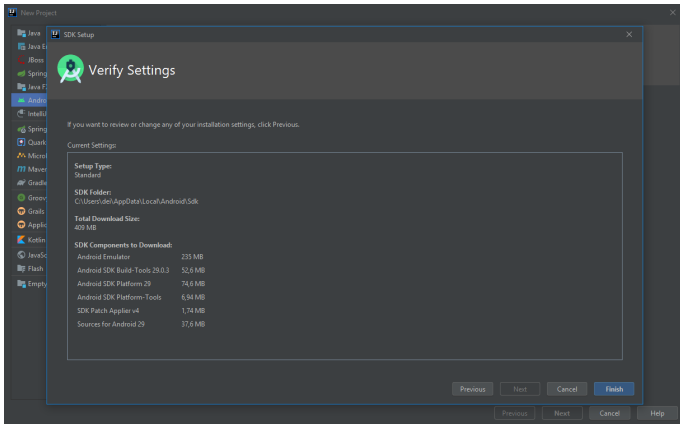 New Project
SDK Setup
Java
Java E
JBoss
Spring
Java F
Andro
IntelliJ
Spring
Quark
Microl
Maver
Gradle
Groov
Grails
Applic
Kotlin
JavaSc
Flash
Empty
Verify Settings
If you want to review or change any of your installation settings, click Previous.
Current Settings:
Setup Type:
Standard
SDK Folder:
C:\Users\del\AppData\Local\Android\Sdk
Total Download Size:
409 MB
SDK Components to Download:
Android Emulator 235 MB
Android SDK Build-Tools 29.0.3 52,6 MB
Android SDK Platform 29 74,6 MB
Android SDK Platform-Tools 6,94 MB
SDK Patch Applier v4 1,74 MB
Sources for Android 29 37,6 MB
Previous Next Cancel Finish
Previous Next Cancel Help